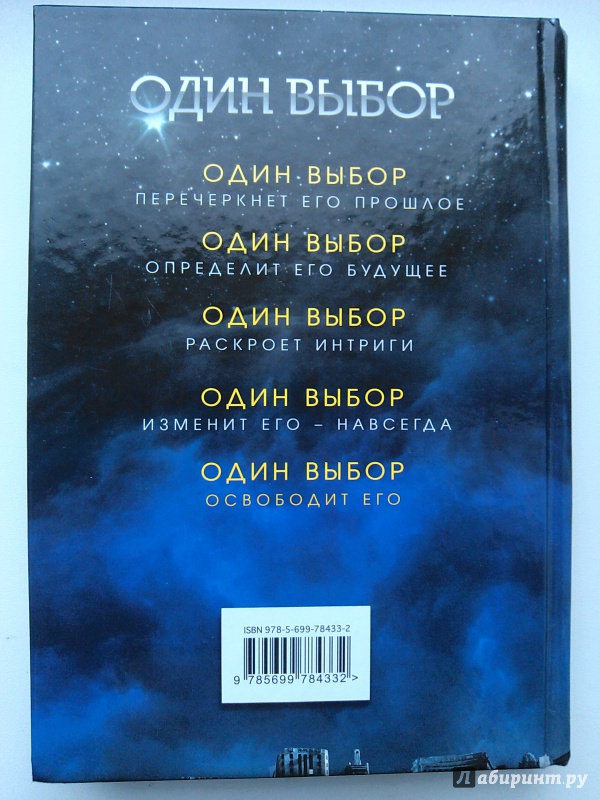 ОДИН ВЫБОР
ОДИН ВЫБОР
ПЕРЕЧЕРКНЕТ ЕГО ПРОШЛОЕ
ОДИН ВЫБОР
ОПРЕДЕЛИТ ЕГО БУДУЩЕЕ
ОДИН ВЫБОР
РАСКРОЕТ ИНТРИГИ
ОДИН ВЫБОР
ИЗМЕНИТ ЕГО – НАВСЕГДА
ОДИН ВЫБОР
ОСВОБОДИТ ЕГО
ISBN 978-5-699-78433-2
9 785699 784332 >
Лабиринт.ру